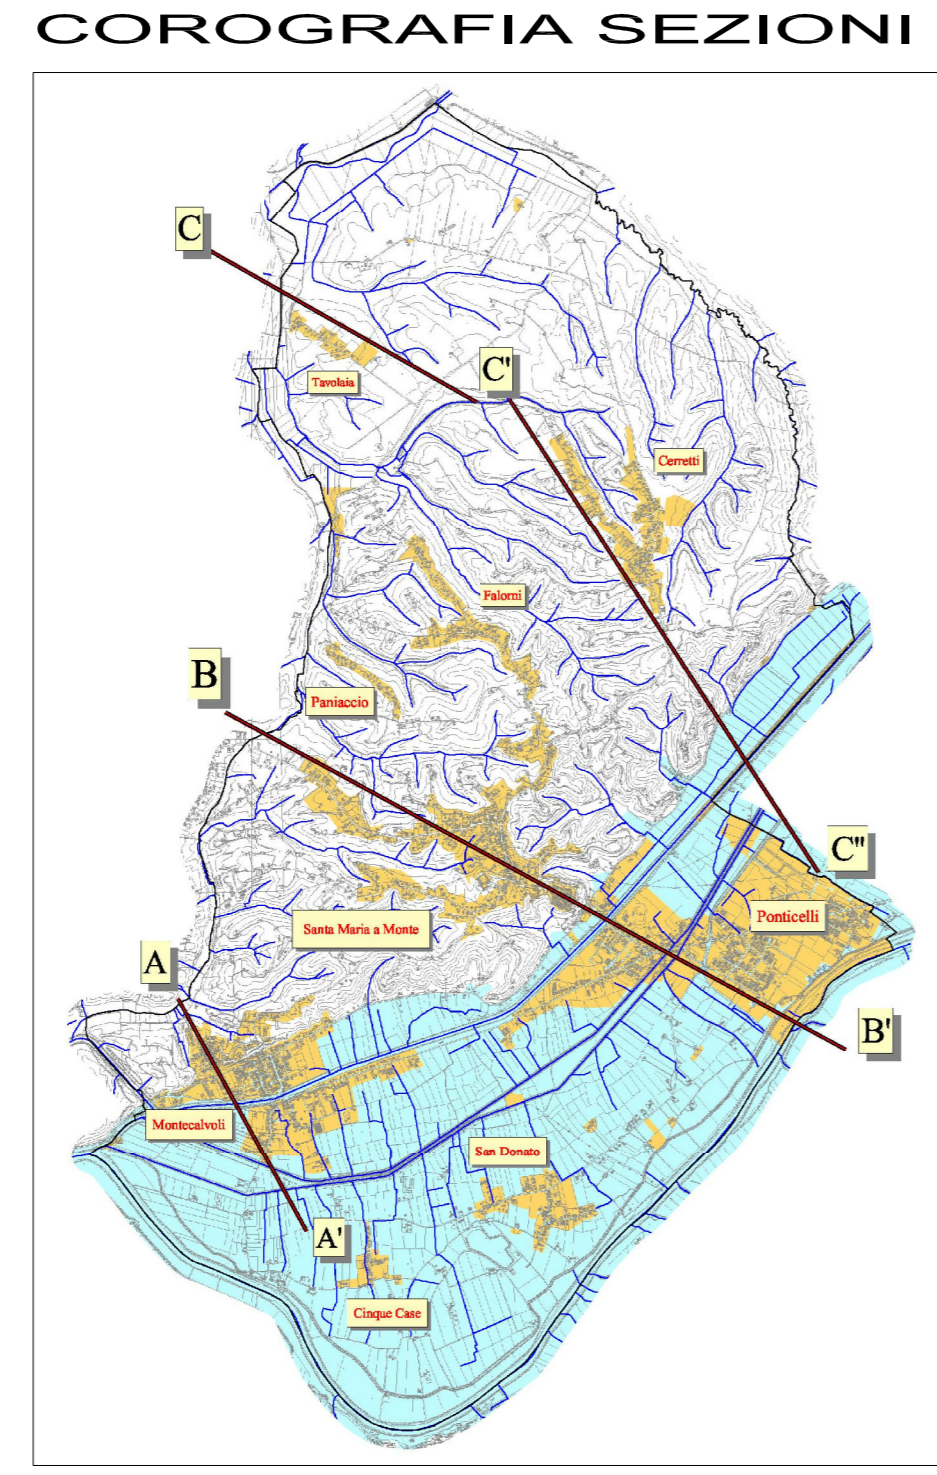 COROGRAFIA SEZIONI
C
C'
Tavolaia
Cerretti
Falorni
B
Paniaccio
C"
Ponticelli
Santa Maria a Monte
A
B'
Montecalvoli
San Donato
A'
Cinque Case